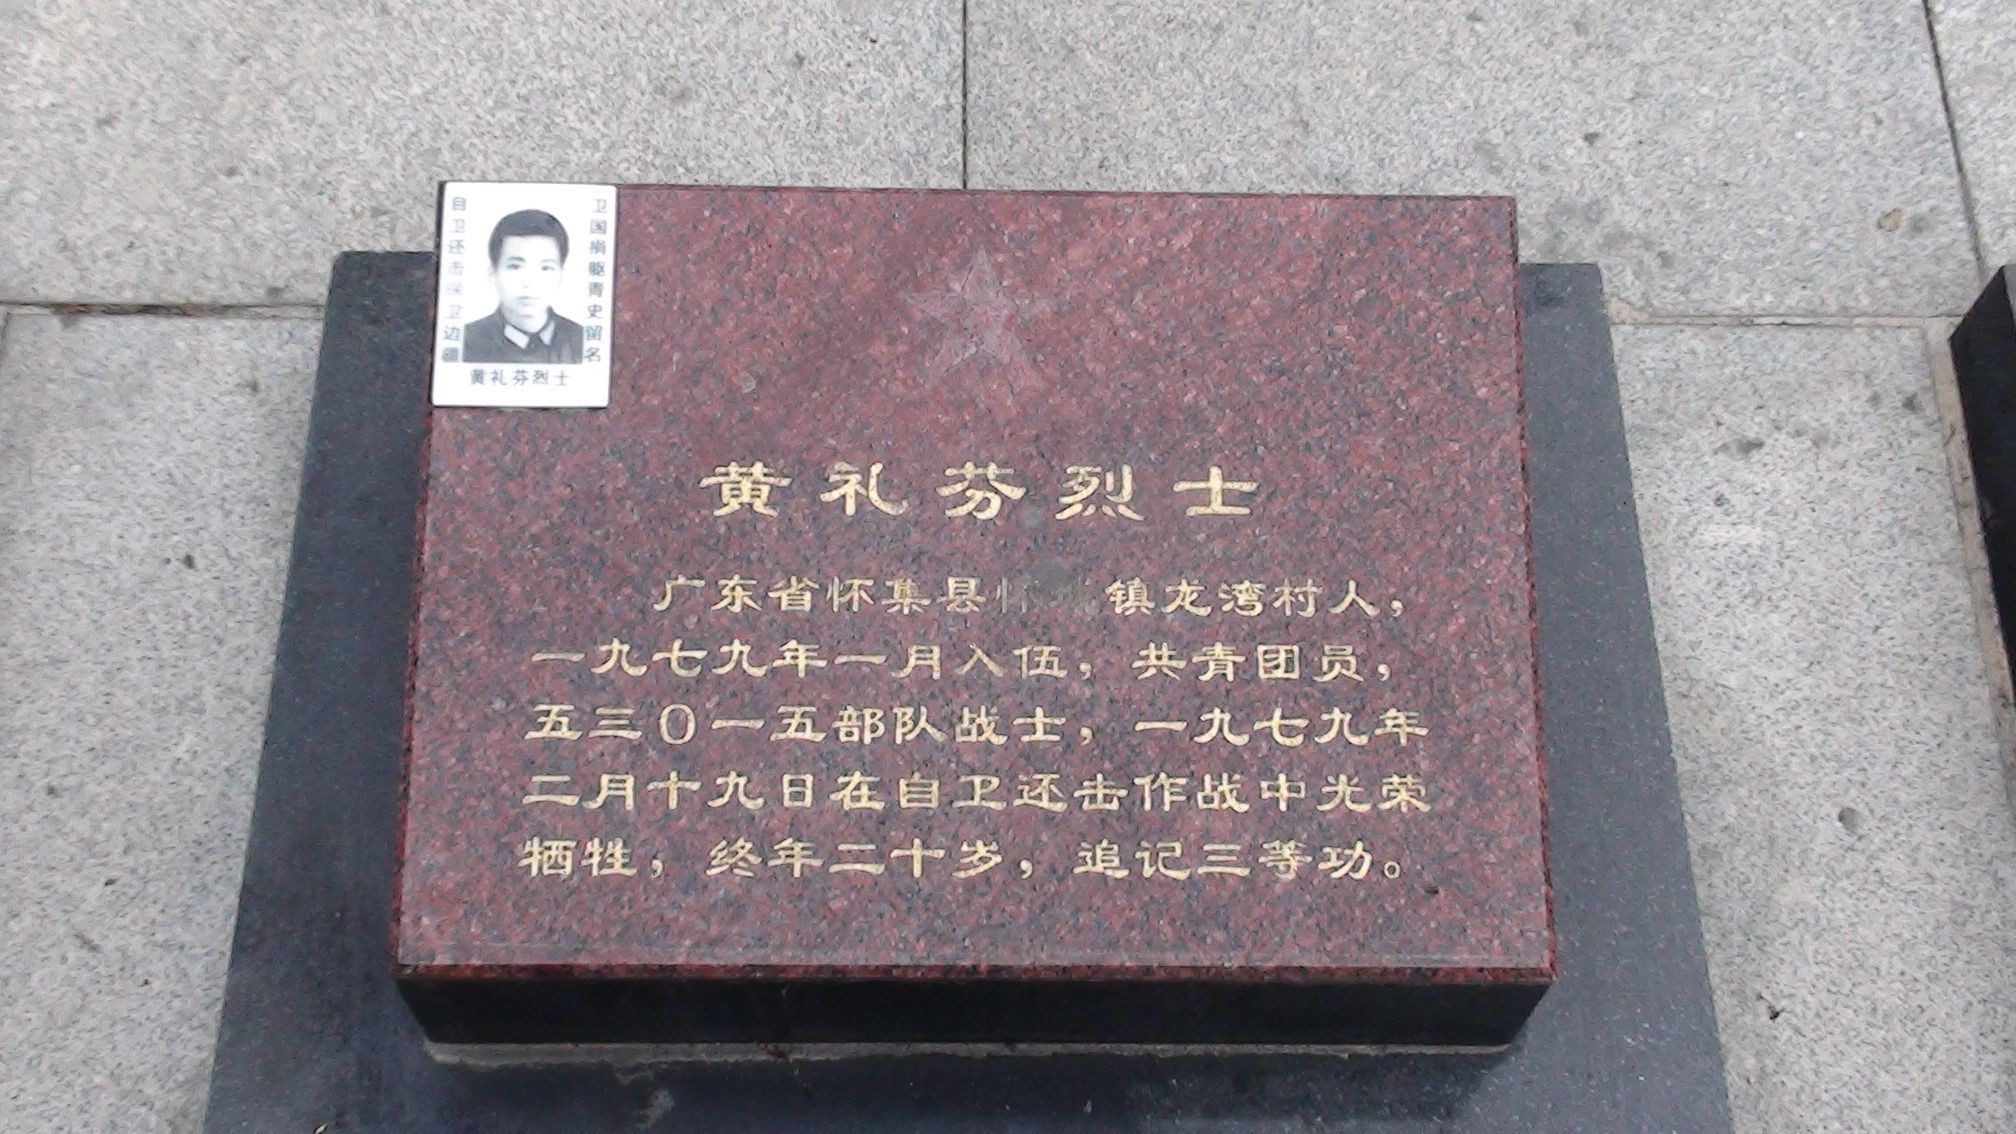 自卫还击保卫边疆
卫国捐躯青史留名
黄礼芬烈士
黄礼芬烈士
广东省怀集县怀城镇龙湾村人，
一九七九年一月入伍，共青团员，
五三0一五部队战士，一九七九年
二月十九日在自卫还击作战中光荣
牺牲，终年二十岁，追记三等功。